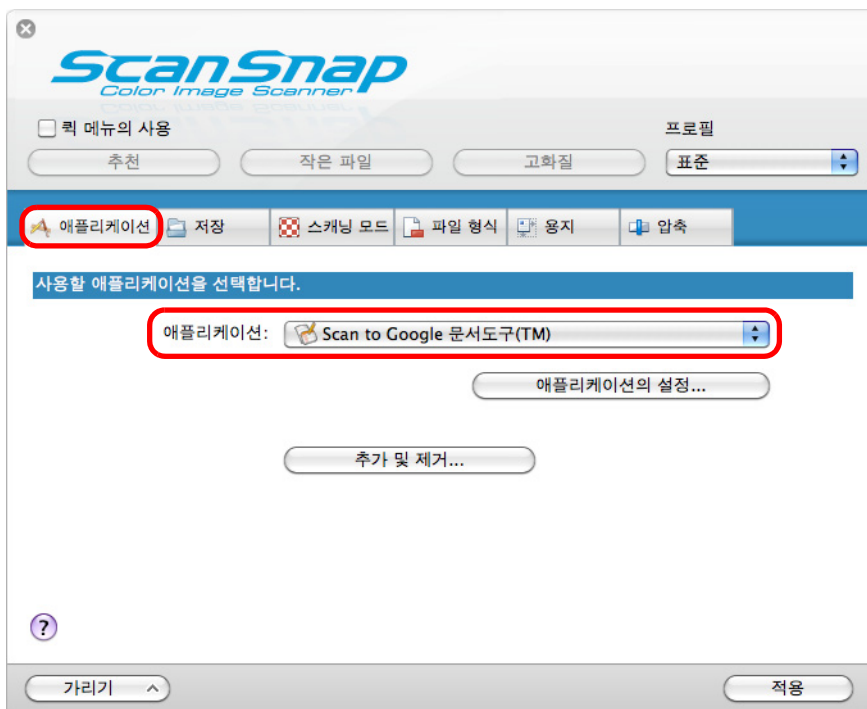 ScanSnap
Color Image Scanner
퀵 메뉴의 사용
프로필
추천
작은 파일
고화질
표준
애플리케이션
저장
스캐닝 모드
파일 형식
용지
압축
사용할 애플리케이션을 선택합니다.
애플리케이션: Scan to Google 문서도구(TM)
애플리케이션의 설정...
추가 및 제거...
?
가리기
적용